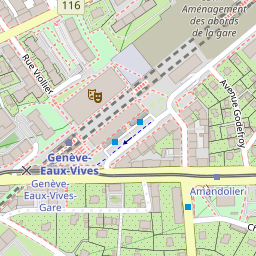 116
Aménagement
des abords
de la gare
Rue Viollier
Avenue Godefroy
Genève-
Eaux-Vives
Genève-
Eaux-Vives-
Gare
Amandolier